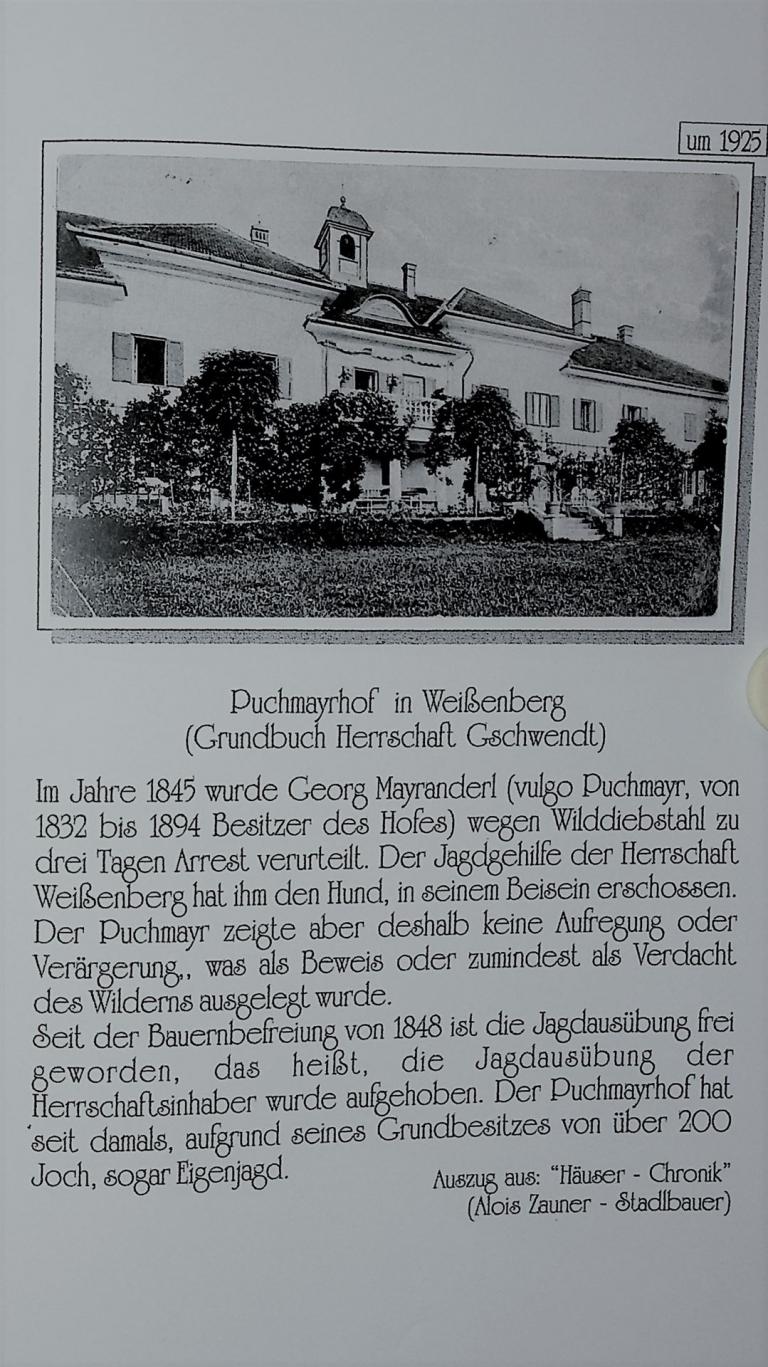 um 1925
Puchmayrhof in Weißenberg
(Grundbuch Herrschaft Gschwendt)
Im Jahre 1845 wurde Georg Mayranderl (vulgo Puchmayr, von
1832 bis 1894 Besitzer des Hofes) wegen Wilddiebstahl zu
drei Tagen Arrest verurteilt. Der Jagdgehilfe der Herrschaft
Weißenberg hat ihm den Hund, in seinem Beisein erschossen.
Der Puchmayr zeigte aber deshalb keine Aufregung oder
Verärgerung,, was als Beweis oder zumindest als Verdacht
des Wilderns ausgelegt wurde.
Seit der Bauernbefreiung von 1848 ist die Jagdausübung frei
geworden, das heißt, die Jagdausübung der
Herrschaftsinhaber wurde aufgehoben. Der Puchmayrhof hat
seit damals, aufgrund seines Grundbesitzes von über 200
Joch, sogar Eigenjagd.
Auszug aus: "Häuser - Chronik"
(Alois Zauner - Stadlbauer)